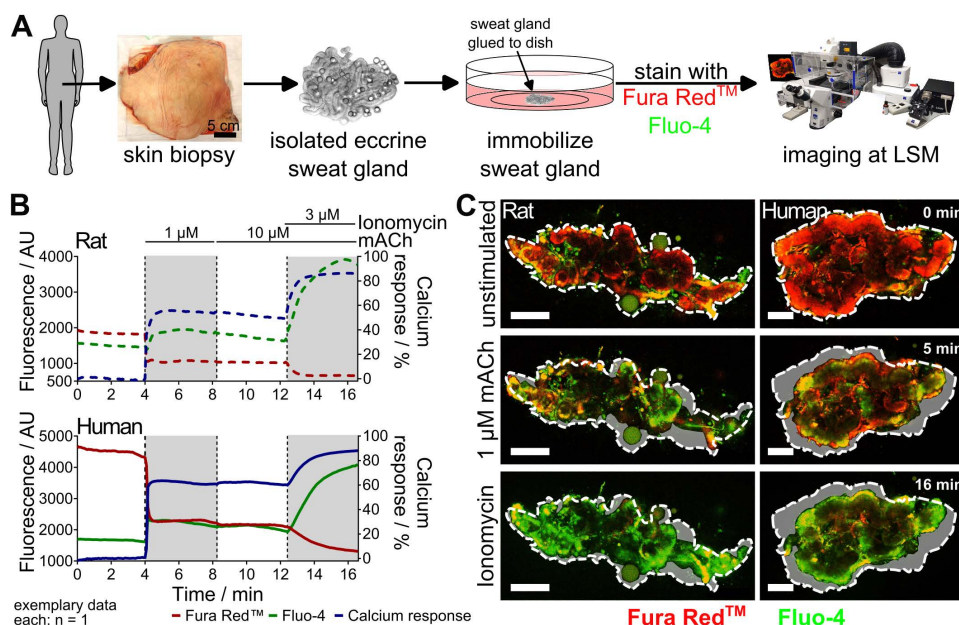 A
5 cm
skin biopsy
isolated eccrine
sweat gland
sweat gland
glued to dish
immobilize
sweat gland
stain with
Fura Red™
Fluo-4
imaging at LSM
B
3 µM
Ionomycin
1 µM
10 µM
mACh
Rat
Fluorescence / AU
4000
3000
2000
1000
500
100
80
60
40
20
0
Calcium
response / %
0 2 4 6 8 10 12 14 16
Human
Fluorescence / AU
5000
4000
3000
2000
1000
100
80
60
40
20
0
Calcium
response / %
0 2 4 6 8 10 12 14 16
Time / min
exemplary data
each: n = 1
Fura Red™ Fluo-4 Calcium response
C
Rat
Human
0 min
unstimulated
5 min
1 µM mACh
16 min
Ionomycin
Fura Red™
Fluo-4